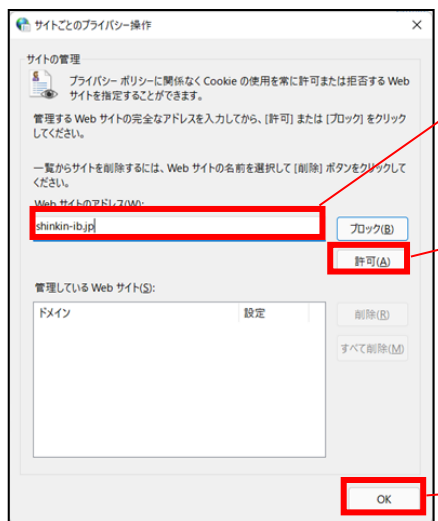 サイトごとのプライバシー操作
サイトの管理
プライバシー ポリシーに関係なく Cookie の使用を常に許可または拒否する Web
サイトを指定することができます。
管理する Web サイトの完全なアドレスを入力してから、[許可] または [ブロック] をクリック
してください。
一覧からサイトを削除するには、Web サイトの名前を選択して [削除] ボタンをクリックして
ください。
Web サイトのアドレス(W):
shinkin-ib.jp
ブロック(B)
許可(A)
管理している Web サイト(S):
ドメイン 設定
削除(R)
すべて削除(M)
OK